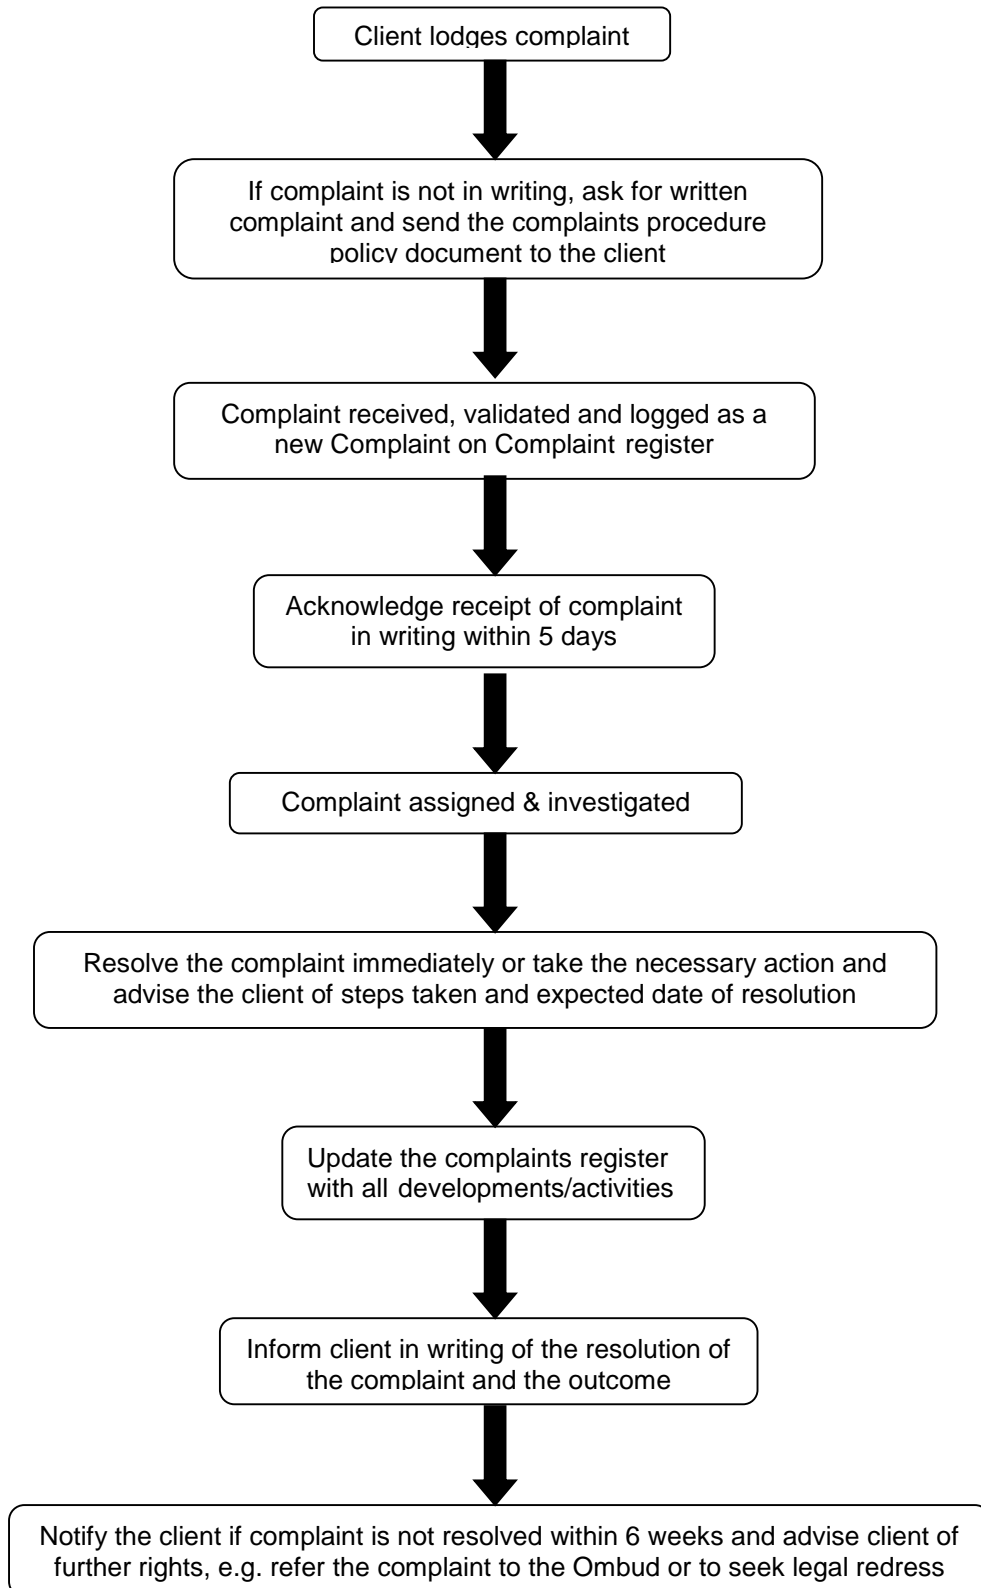 Client lodges complaint
If complaint is not in writing, ask for written
complaint and send the complaints procedure
policy document to the client
Complaint received, validated and logged as a
new Complaint on Complaint register
Acknowledge receipt of complaint
in writing within 5 days
Complaint assigned & investigated
Resolve the complaint immediately or take the necessary action and
advise the client of steps taken and expected date of resolution
Update the complaints register
with all developments/activities
Inform client in writing of the resolution of
the complaint and the outcome
Notify the client if complaint is not resolved within 6 weeks and advise client of
further rights, e.g. refer the complaint to the Ombud or to seek legal redress